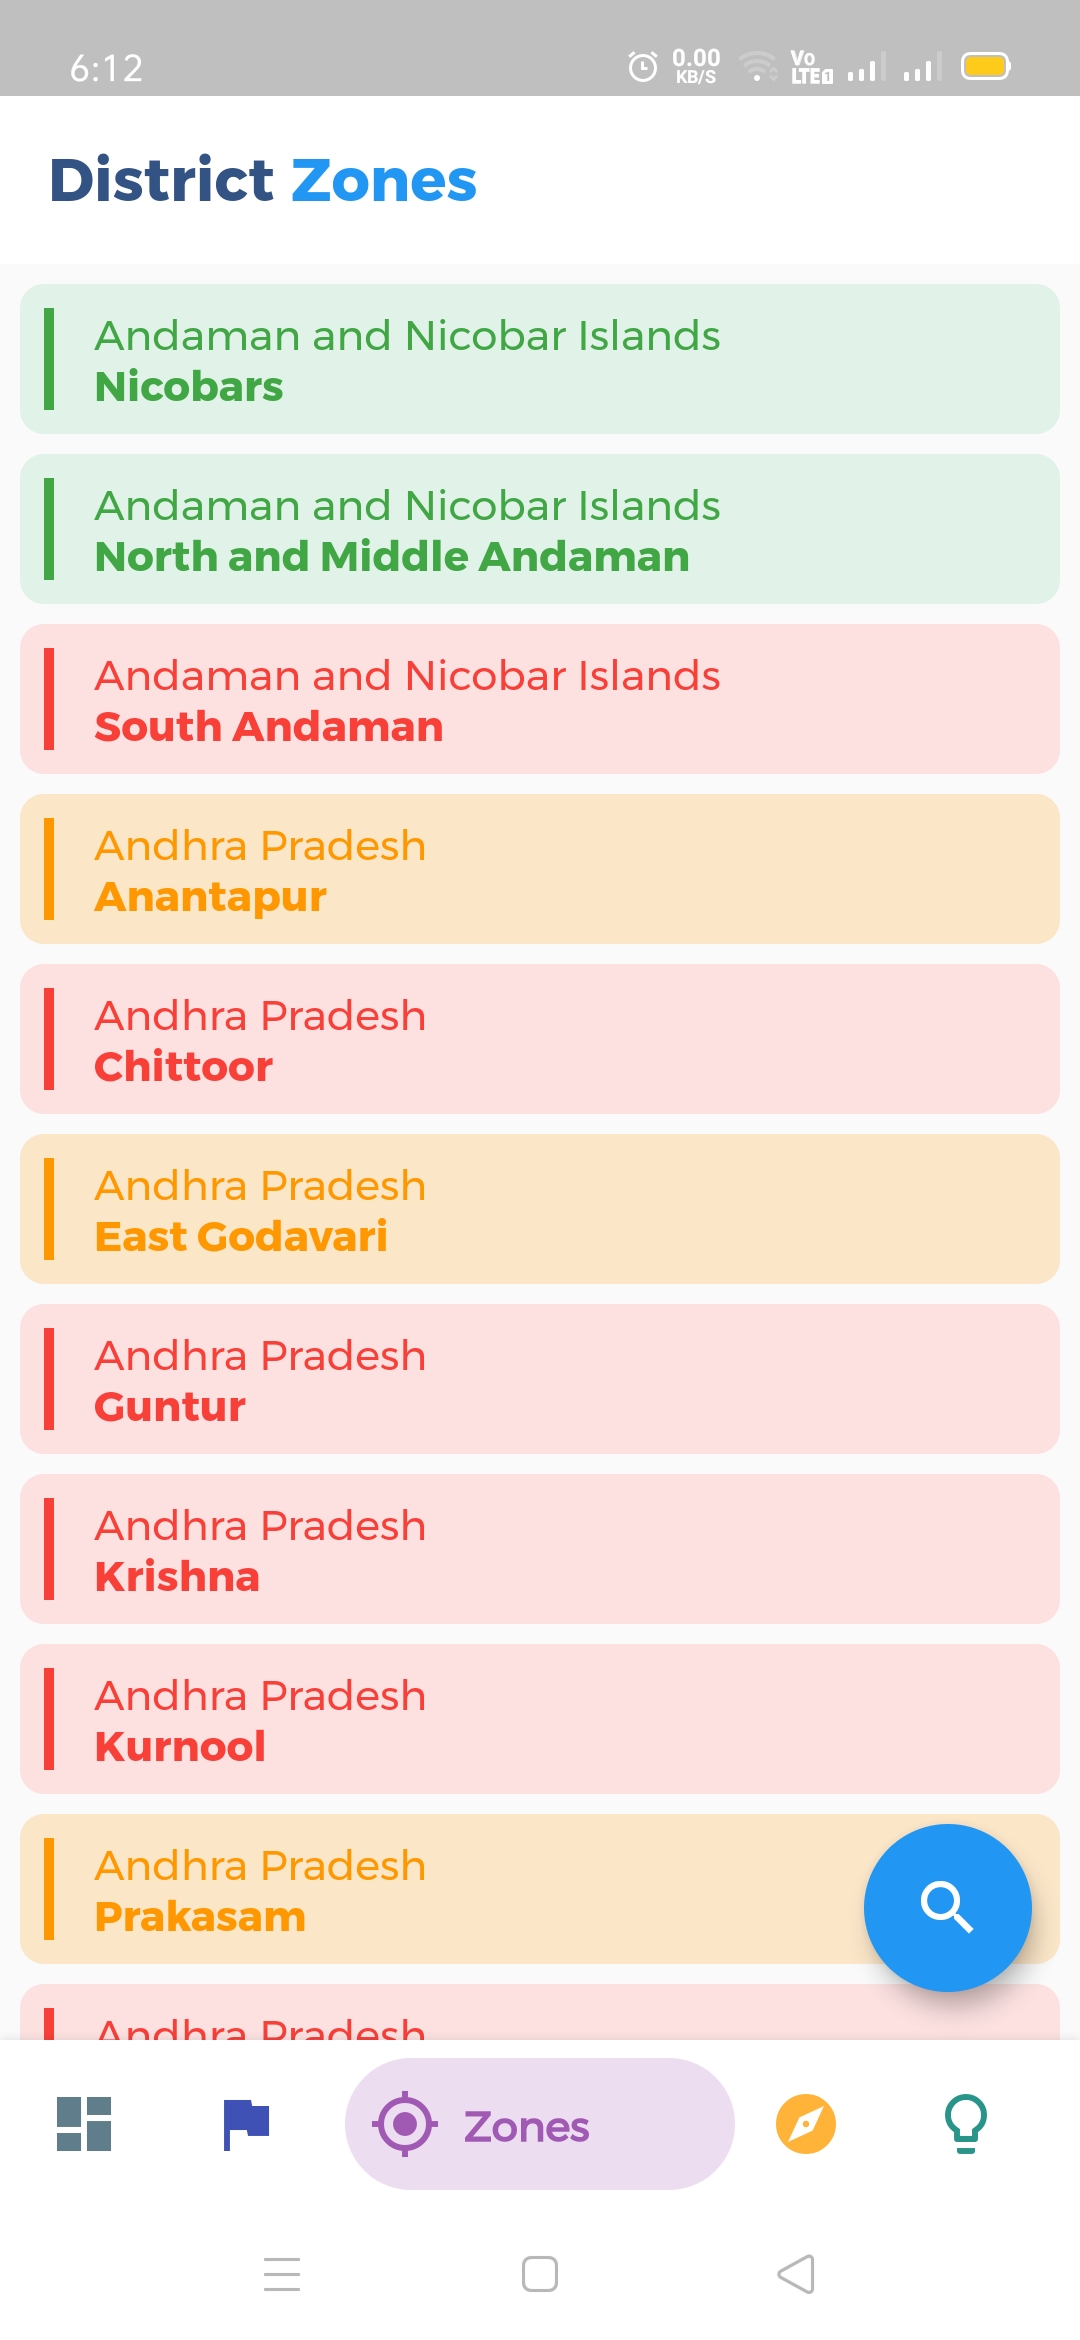 6:12
0.00
KB/S
Vo
LTE1
District Zones
Andaman and Nicobar Islands
Nicobars
Andaman and Nicobar Islands
North and Middle Andaman
Andaman and Nicobar Islands
South Andaman
Andhra Pradesh
Anantapur
Andhra Pradesh
Chittoor
Andhra Pradesh
East Godavari
Andhra Pradesh
Guntur
Andhra Pradesh
Krishna
Andhra Pradesh
Kurnool
Andhra Pradesh
Prakasam
Andhra Pradesh
Zones